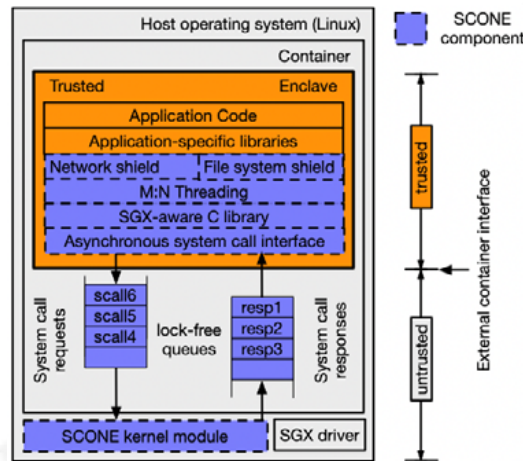 Host operating system (Linux)
SCONE
component
Container
Trusted
Enclave
Application Code
Application-specific libraries
Network shield
File system shield
M:N Threading
SGX-aware C library
Asynchronous system call interface
System call
requests
scall6
scall5
scall4
lock-free
queues
resp1
resp2
resp3
System call
responses
SCONE kernel module
SGX driver
trusted
untrusted
External container interface